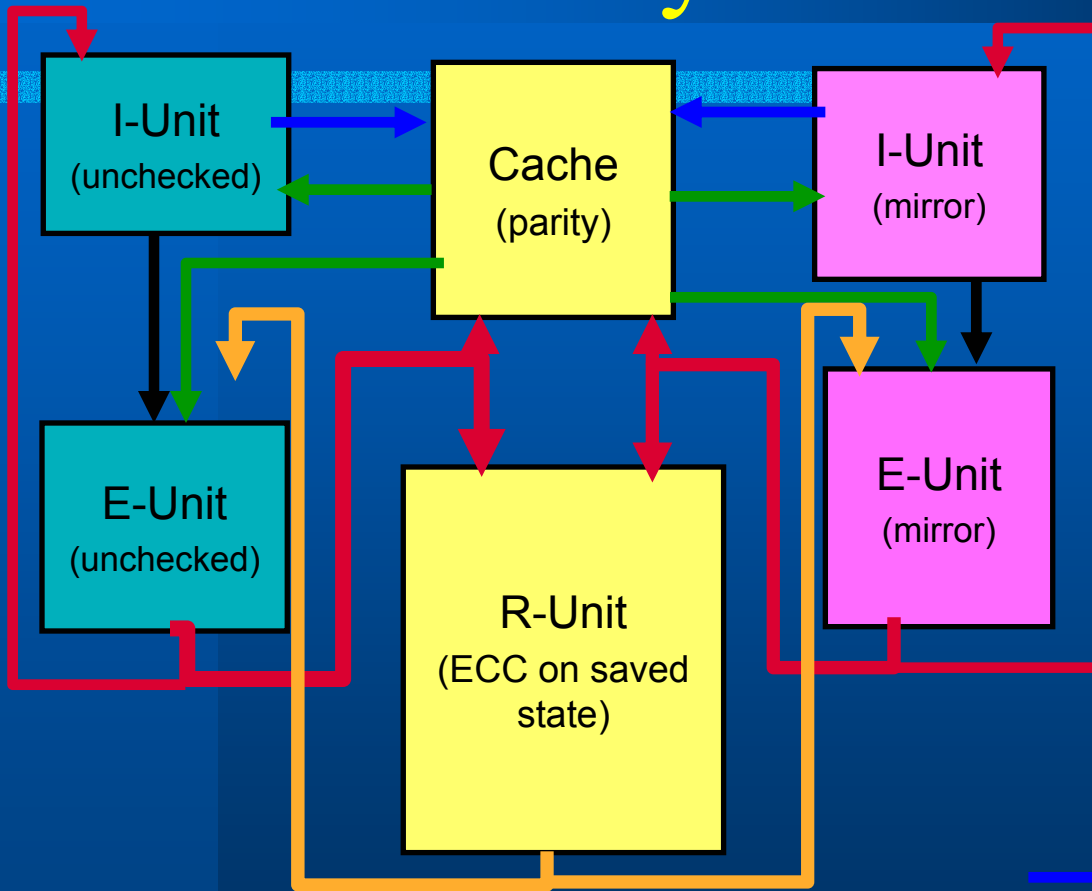 I-Unit
(unchecked)
Cache
(parity)
I-Unit
(mirror)
E-Unit
(unchecked)
R-Unit
(ECC on saved
state)
E-Unit
(mirror)